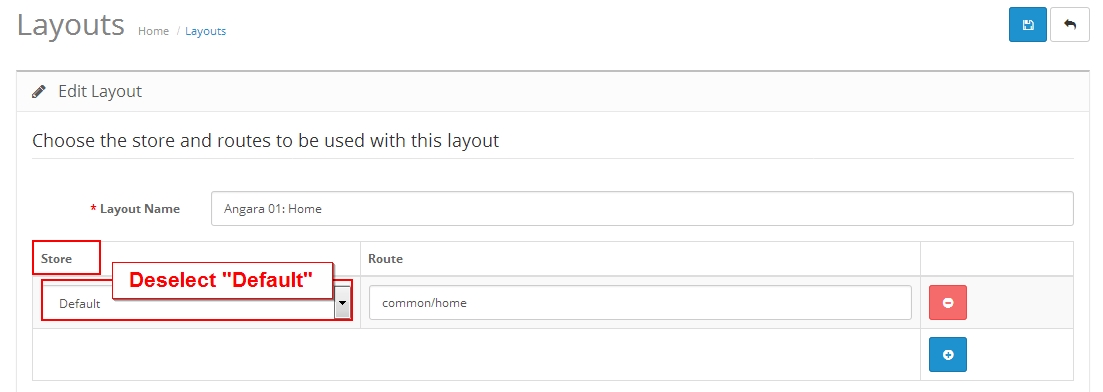 Layouts Home / Layouts
Edit Layout
Choose the store and routes to be used with this layout
* Layout Name Angara 01: Home
Store Route
Deselect "Default"
Default common/home